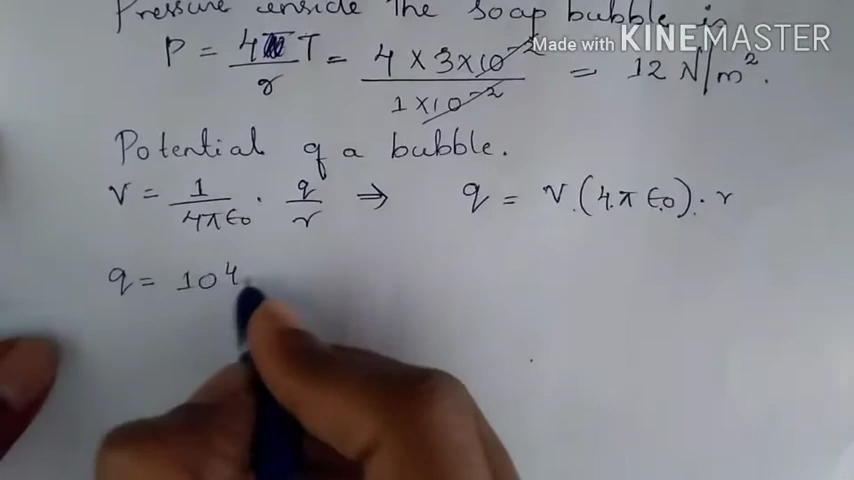 Pressure inside the soap bubble is
Made with KINEMASTER
P = 4T/r = 4 × 3×10⁻²/1×10⁻² = 12 N/m².
Potential of a bubble.
V = 1/4πε₀ · q/r ⇒ q = V.(4πε₀).r
q = 10⁴